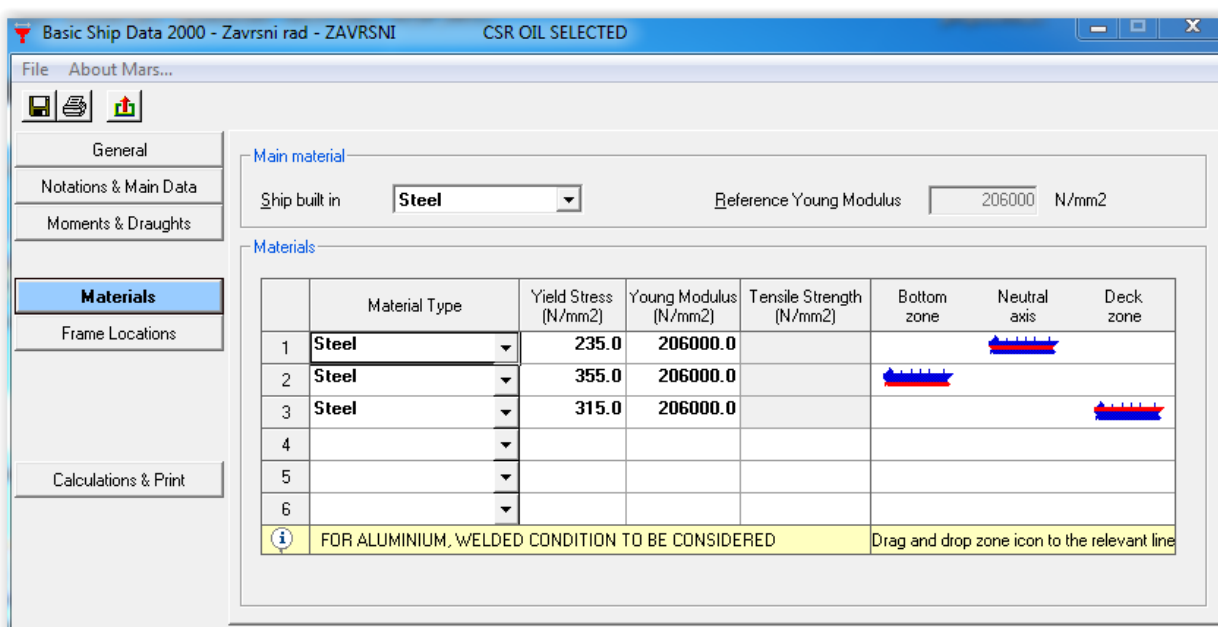 Basic Ship Data 2000 - Zavrsni rad - ZAVRSNI CSR OIL SELECTED
File About Mars...
General
Notations & Main Data
Moments & Draughts
Materials
Frame Locations
Calculations & Print
Main material
Ship built in Steel Reference Young Modulus 206000 N/mm2
Materials
Material Type Yield Stress (N/mm2) Young Modulus (N/mm2) Tensile Strength (N/mm2) Bottom zone Neutral axis Deck zone
1 Steel 235.0 206000.0
2 Steel 355.0 206000.0
3 Steel 315.0 206000.0
4
5
6
FOR ALUMINIUM, WELDED CONDITION TO BE CONSIDERED Drag and drop zone icon to the relevant line